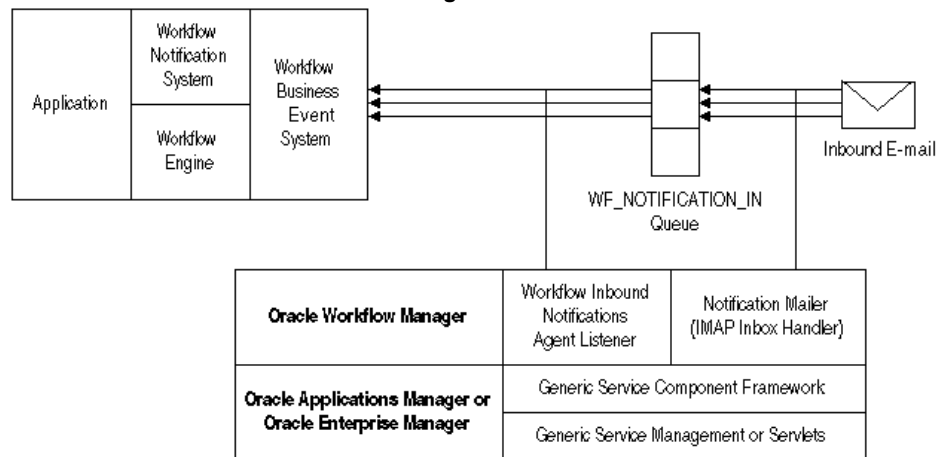 Application
Workflow
Notification
System
Workflow
Engine
Workflow
Business
Event
System
Inbound E-mail
WF_NOTIFICATION_IN
Queue
Oracle Workflow Manager
Workflow Inbound
Notifications
Agent Listener
Notification Mailer
(IMAP Inbox Handler)
Oracle Applications Manager or
Oracle Enterprise Manager
Generic Service Component Framework
Generic Service Management or Servlets